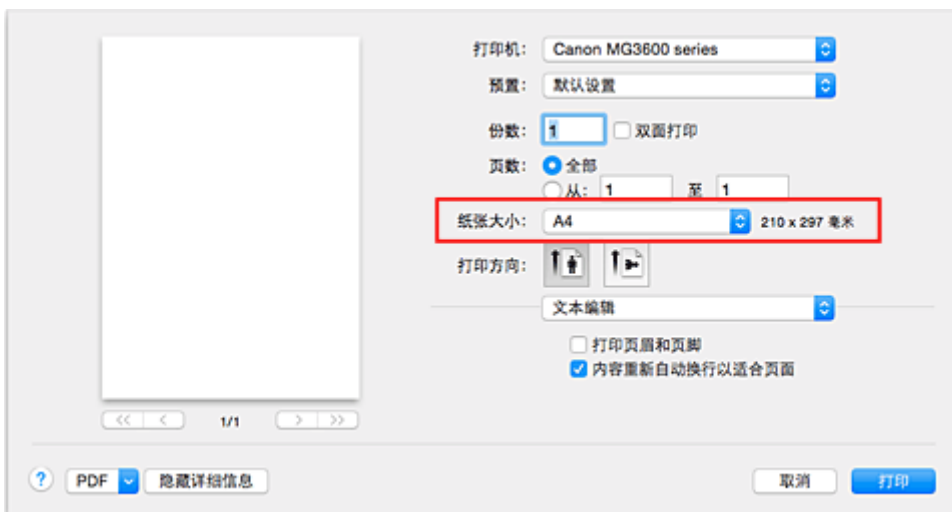 打印机： Canon MG3600 series
预置： 默认设置
份数： 1 双面打印
页数： 全部
从： 1 至 1
纸张大小： A4 210 x 297 毫米
打印方向：
文本编辑
打印页眉和页脚
内容重新自动换行以适合页面
<< < 1/1 > >>
? PDF 隐藏详细信息 取消 打印